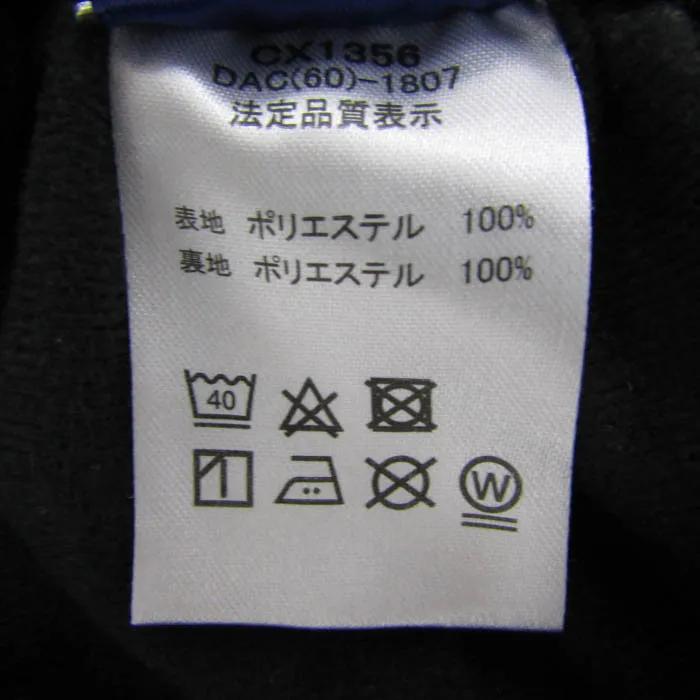 CX1356
DAC(60)-1807
法定品質表示
表地 ポリエステル 100%
裏地 ポリエステル 100%
40
W